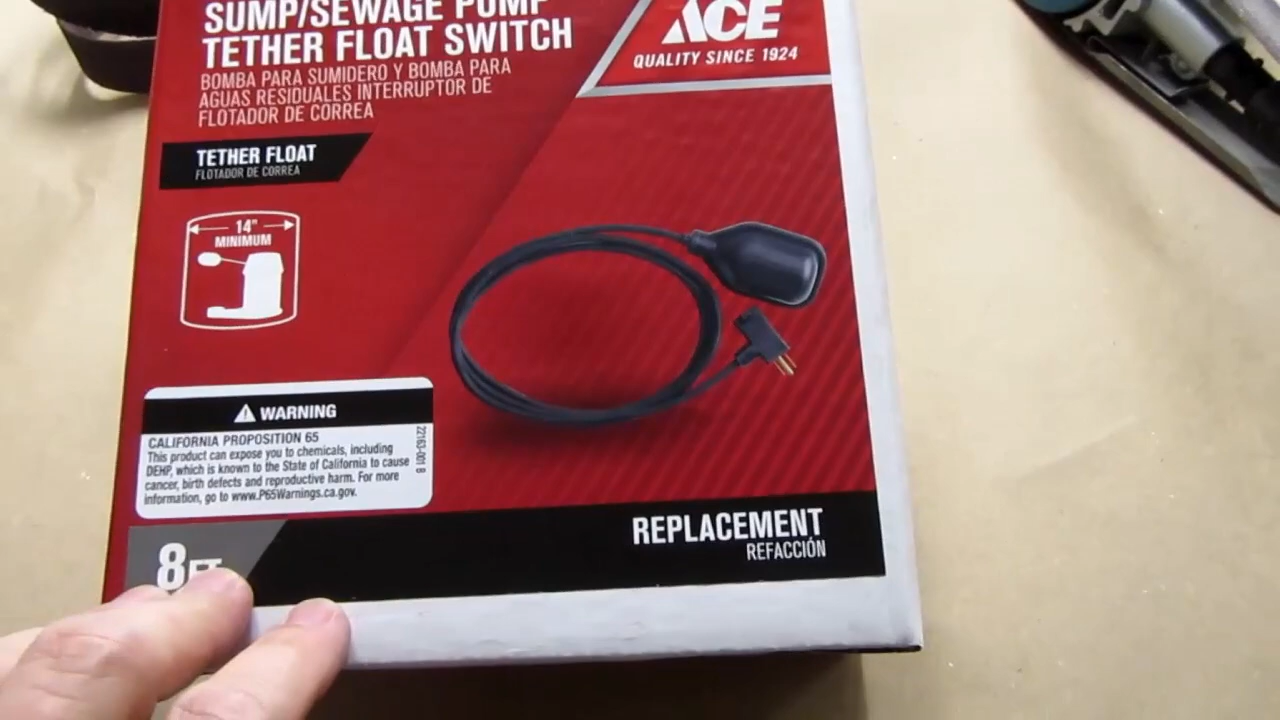 SUMP/SEWAGE PUMP
TETHER FLOAT SWITCH
BOMBA PARA SUMIDERO Y BOMBA PARA
AGUAS RESIDUALES INTERRUPTOR DE
FLOTADOR DE CORREA
ACE
QUALITY SINCE 1924
TETHER FLOAT
FLOTADOR DE CORREA
14"
MINIMUM
WARNING
CALIFORNIA PROPOSITION 65
This product can expose you to chemicals, including
DEHP, which is known to the State of California to cause
cancer, birth defects and reproductive harm. For more
information, go to www.P65Warnings.ca.gov.
22163-001 B
REPLACEMENT
REFACCIÓN
8FT